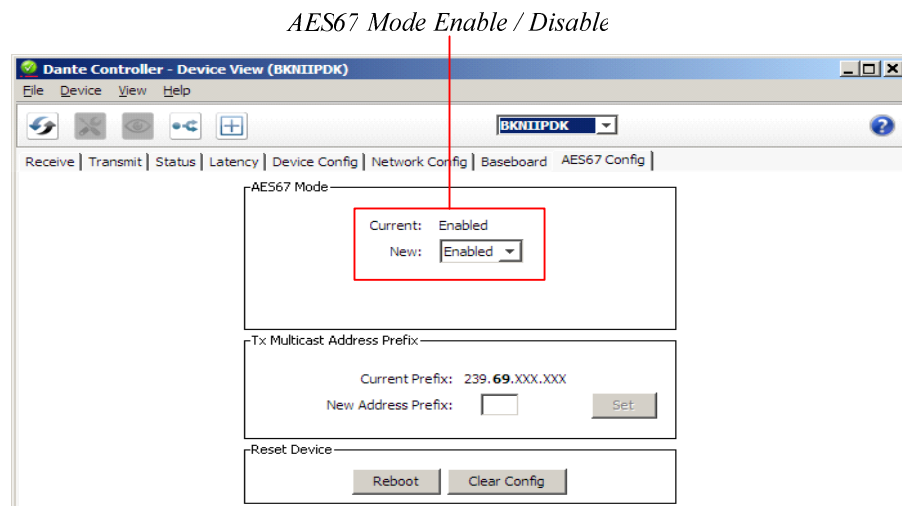 AES67 Mode Enable / Disable
Dante Controller - Device View (BKNIIPDK)
File Device View Help
BKNIIPDK
Receive Transmit Status Latency Device Config Network Config Baseboard AES67 Config
AES67 Mode
Current: Enabled
New: Enabled
Tx Multicast Address Prefix
Current Prefix: 239.69.XXX.XXX
New Address Prefix: Set
Reset Device
Reboot Clear Config